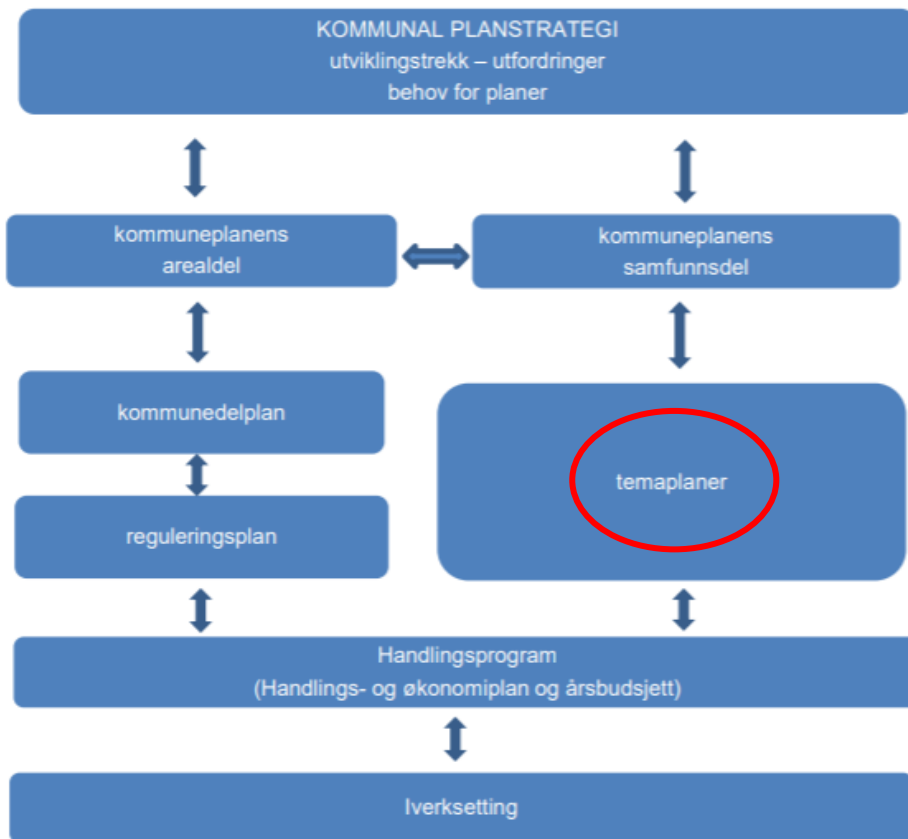 KOMMUNAL PLANSTRATEGI
utviklingstrekk – utfordringer
behov for planer
kommuneplanens
arealdel
kommuneplanens
samfunnsdel
kommunedelplan
temaplaner
reguleringsplan
Handlingsprogram
(Handlings- og økonomiplan og årsbudsjett)
Iverksetting